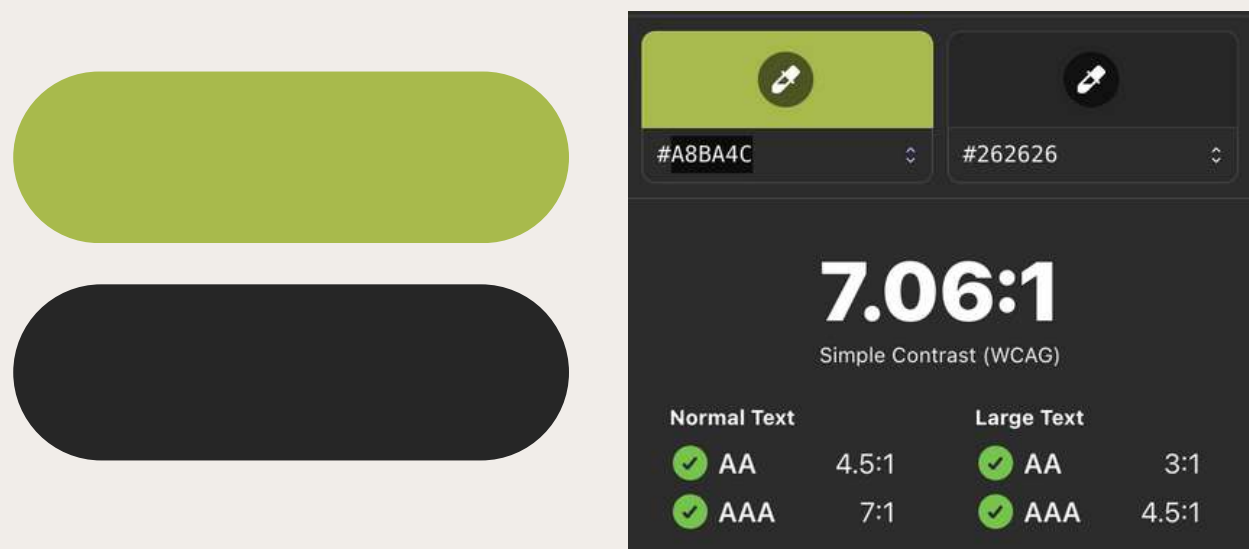 #A8BA4C #262626
7.06:1
Simple Contrast (WCAG)
Normal Text Large Text
AA 4.5:1 AA 3:1
AAA 7:1 AAA 4.5:1